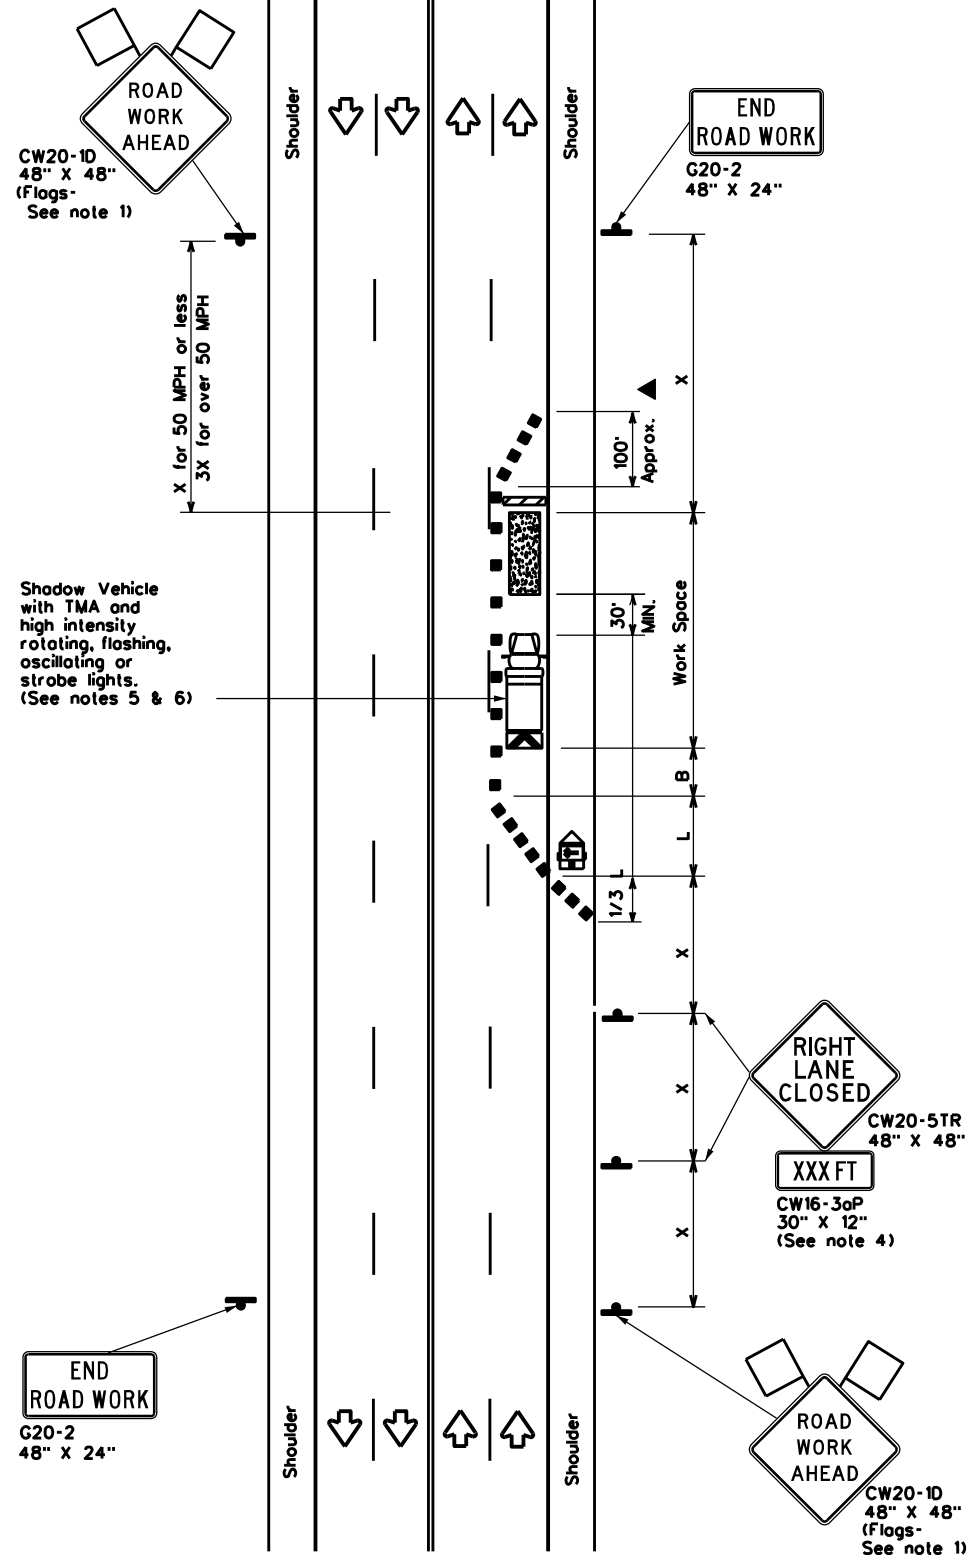 ROAD
WORK
AHEAD
CW20-1D
48" X 48"
(Flags-
See note 1)
Shoulder
Shoulder
END
ROAD WORK
G20-2
48" X 24"
X for 50 MPH or less
3X for over 50 MPH
X
100'
Approx.
Shadow Vehicle
with TMA and
high intensity
rotating, flashing,
oscillating or
strobe lights.
(See notes 5 & 6)
30'
MIN.
Work Space
B
L
1/3 L
X
RIGHT
LANE
CLOSED
CW20-5TR
48" X 48"
X
XXX FT
CW16-3aP
30" X 12"
(See note 4)
X
END
ROAD WORK
G20-2
48" X 24"
Shoulder
Shoulder
ROAD
WORK
AHEAD
CW20-1D
48" X 48"
(Flags-
See note 1)